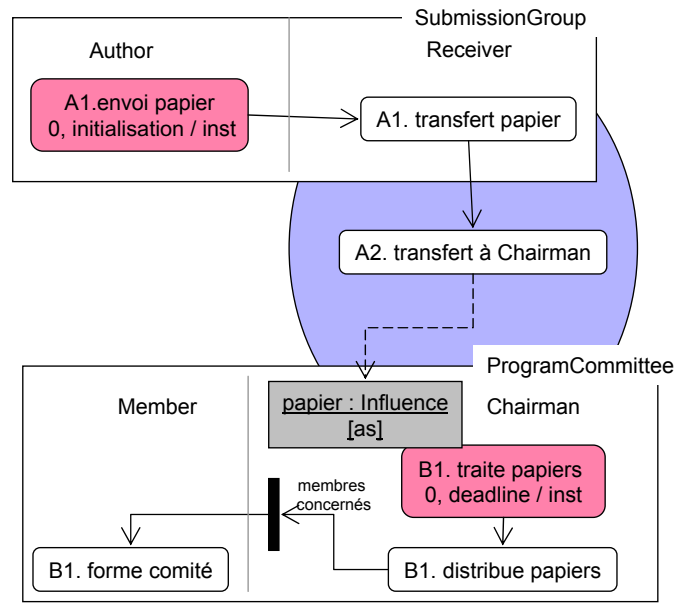 SubmissionGroup
Author
Receiver
A1.envoi papier
0, initialisation / inst
A1. transfert papier
A2. transfert à Chairman
ProgramCommittee
Member
papier : Influence
[as]
Chairman
B1. traite papiers
0, deadline / inst
membres
concernés
B1. forme comité
B1. distribue papiers